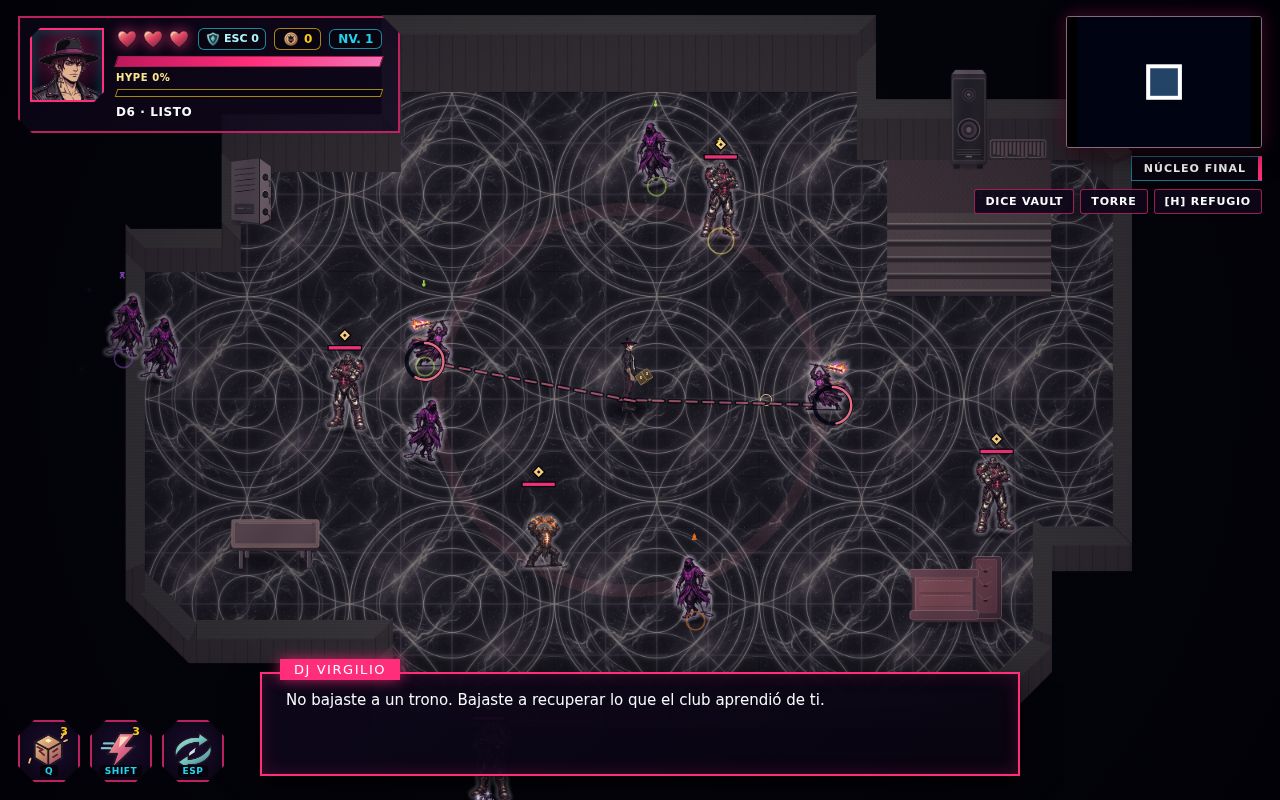 ESC 0
0
NV. 1
HYPE 0%
D6 · LISTO
NÚCLEO FINAL
DICE VAULT
TORRE
[H] REFUGIO
DJ VIRGILIO
No bajaste a un trono. Bajaste a recuperar lo que el club aprendió de ti.
3
Q
3
SHIFT
ESP